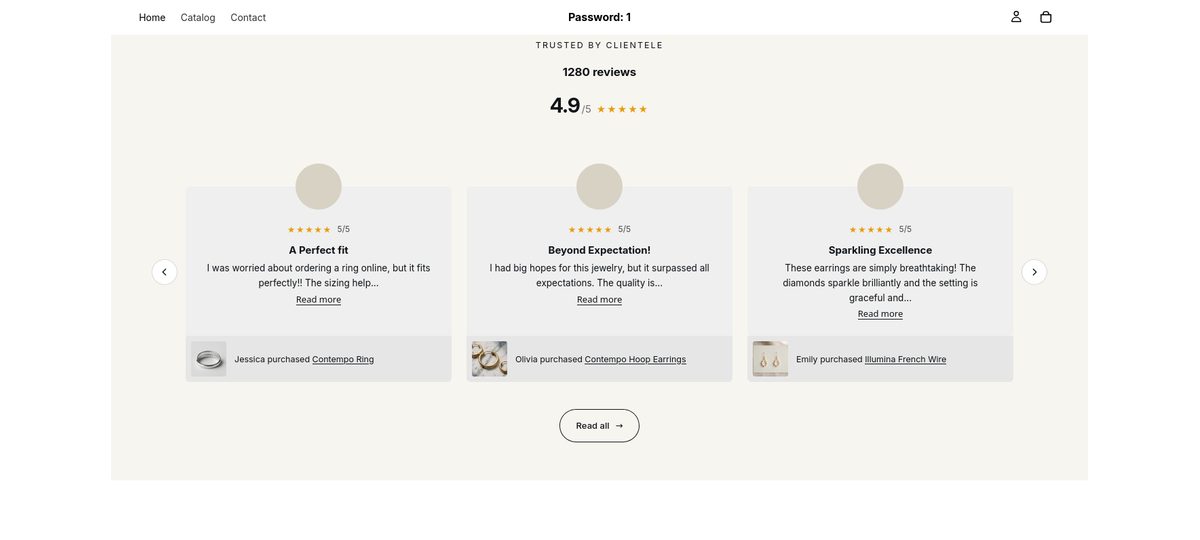 Home Catalog Contact Password: 1
TRUSTED BY CLIENTELE
1280 reviews
4.9/5 ★★★★★
★★★★★ 5/5
A Perfect fit
I was worried about ordering a ring online, but it fits
perfectly!! The sizing help...
Read more
Jessica purchased Contempo Ring
★★★★★ 5/5
Beyond Expectation!
I had big hopes for this jewelry, but it surpassed all
expectations. The quality is...
Read more
Olivia purchased Contempo Hoop Earrings
★★★★★ 5/5
Sparkling Excellence
These earrings are simply breathtaking! The
diamonds sparkle brilliantly and the setting is
graceful and...
Read more
Emily purchased Illumina French Wire
Read all →